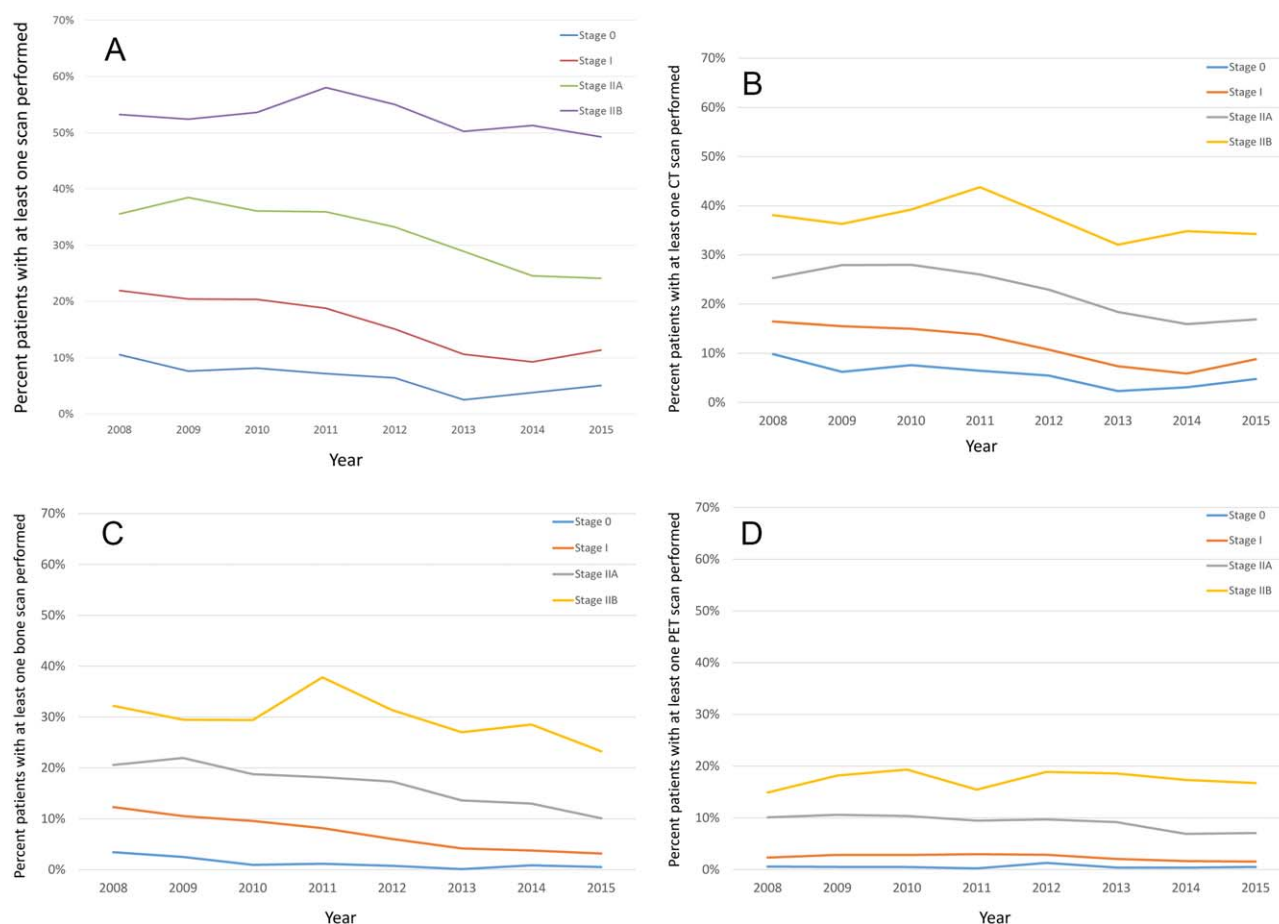 A
Percent patients with at least one scan performed
70%
60%
50%
40%
30%
20%
10%
0%
Stage 0
Stage I
Stage IIA
Stage IIB
2008 2009 2010 2011 2012 2013 2014 2015
Year
B
Percent patients with at least one CT scan performed
70%
60%
50%
40%
30%
20%
10%
0%
Stage 0
Stage I
Stage IIA
Stage IIB
2008 2009 2010 2011 2012 2013 2014 2015
Year
C
Percent patients with at least one bone scan performed
70%
60%
50%
40%
30%
20%
10%
0%
Stage 0
Stage I
Stage IIA
Stage IIB
2008 2009 2010 2011 2012 2013 2014 2015
Year
D
Percent patients with at least one PET scan performed
70%
60%
50%
40%
30%
20%
10%
0%
Stage 0
Stage I
Stage IIA
Stage IIB
2008 2009 2010 2011 2012 2013 2014 2015
Year